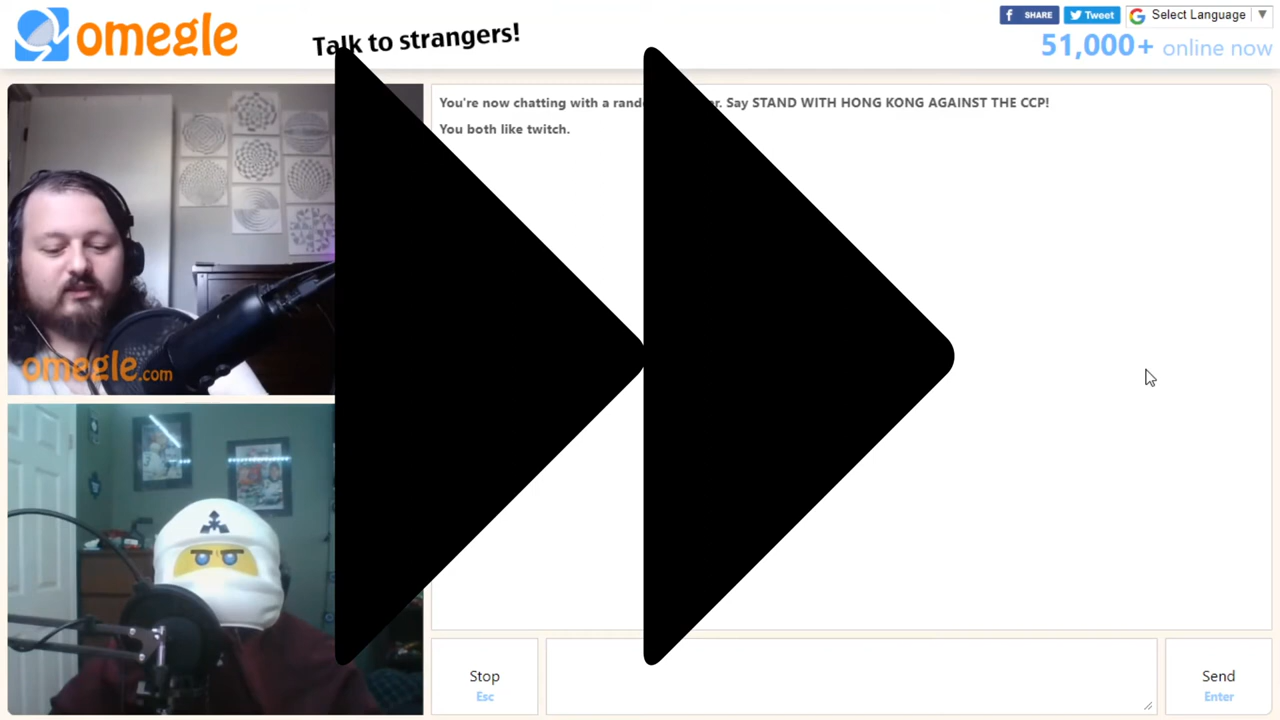 omegle
Talk to strangers!
SHARE
Tweet
Select Language
51,000+ online now
You're now chatting with a Say STAND WITH HONG KONG AGAINST THE CCP!
You both like twitch.
omegle.com
Stop
Esc
Send
Enter